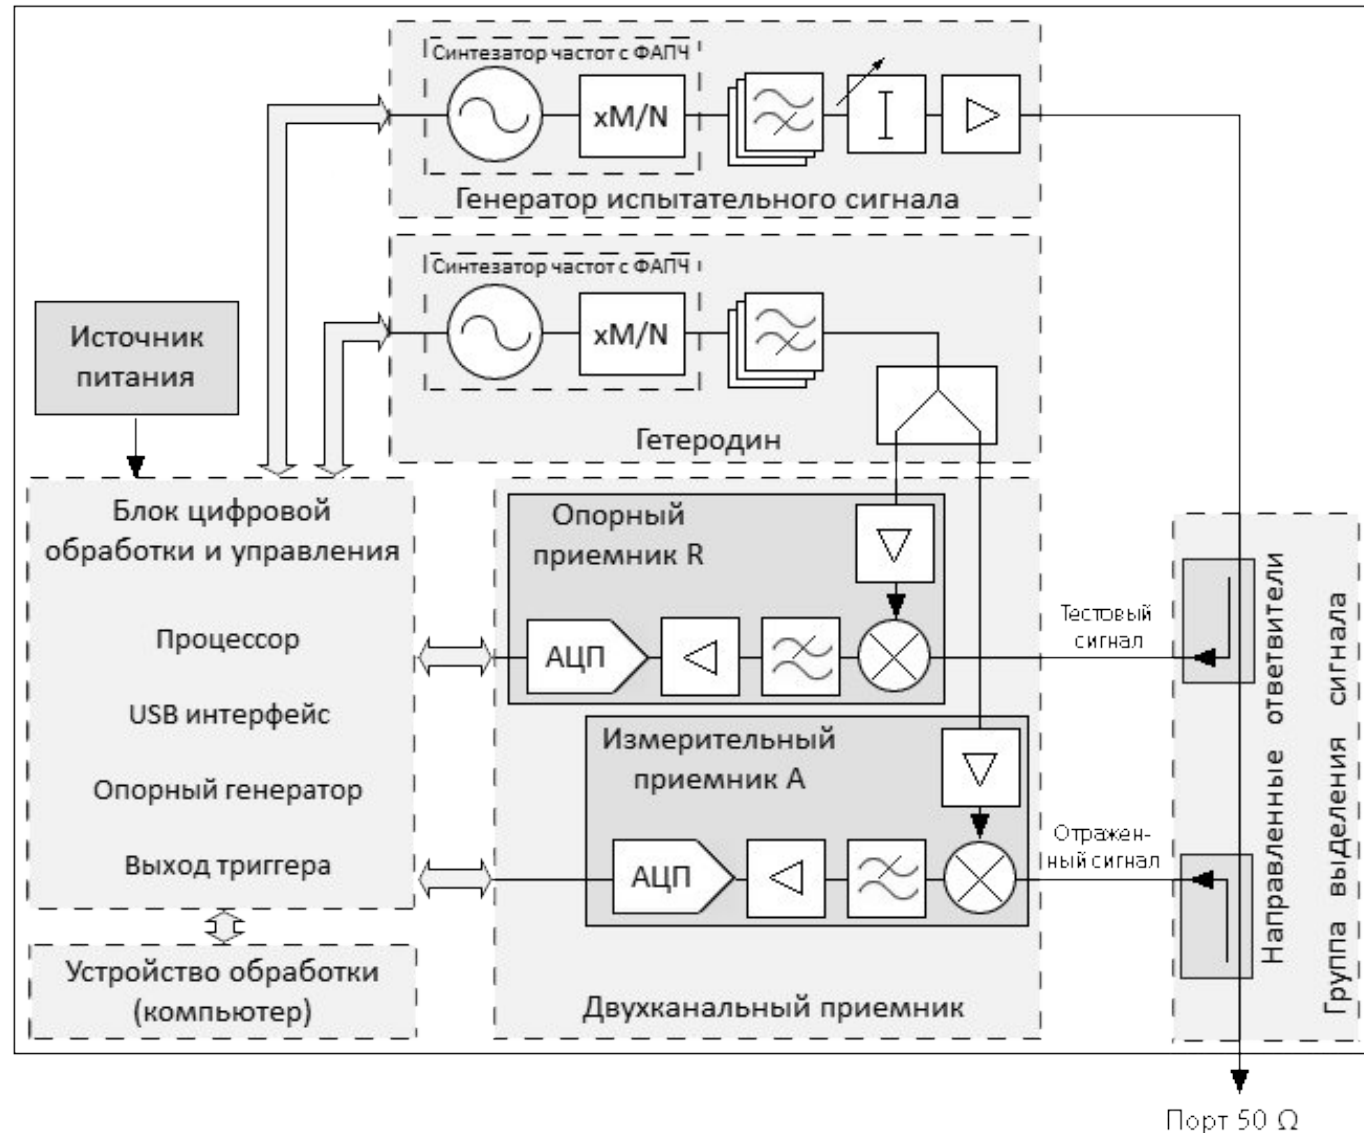 Синтезатор частот с ФАПЧ
xM/N
Генератор испытательного сигнала
Синтезатор частот с ФАПЧ
xM/N
Гетеродин
Источник
питания
Блок цифровой
обработки и управления
Процессор
USB интерфейс
Опорный генератор
Выход триггера
Устройство обработки
(компьютер)
Опорный
приемник R
АЦП
Измерительный
приемник А
АЦП
Двухканальный приемник
Тестовый
сигнал
Отражен-
ный сигнал
Направленные ответвители
Группа выделения сигнала
Порт 50 Ω